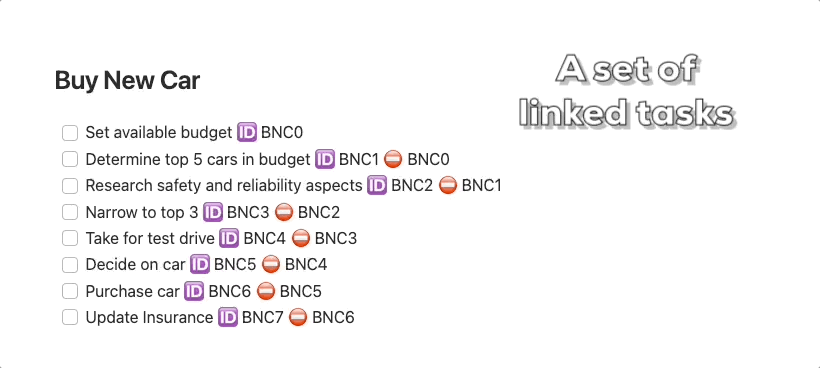 Buy New Car
A set of
linked tasks
Set available budget 🆔 BNC0
Determine top 5 cars in budget 🆔 BNC1 ⛔ BNC0
Research safety and reliability aspects 🆔 BNC2 ⛔ BNC1
Narrow to top 3 🆔 BNC3 ⛔ BNC2
Take for test drive 🆔 BNC4 ⛔ BNC3
Decide on car 🆔 BNC5 ⛔ BNC4
Purchase car 🆔 BNC6 ⛔ BNC5
Update Insurance 🆔 BNC7 ⛔ BNC6